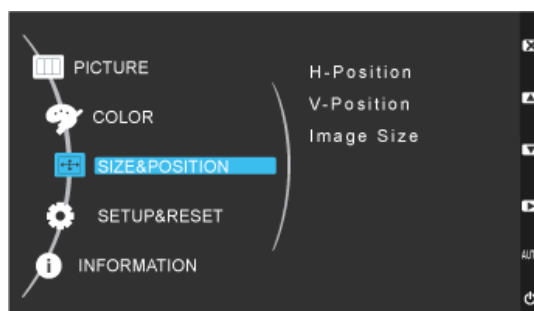 PICTURE
COLOR
SIZE&POSITION
SETUP&RESET
INFORMATION
H-Position
V-Position
Image Size